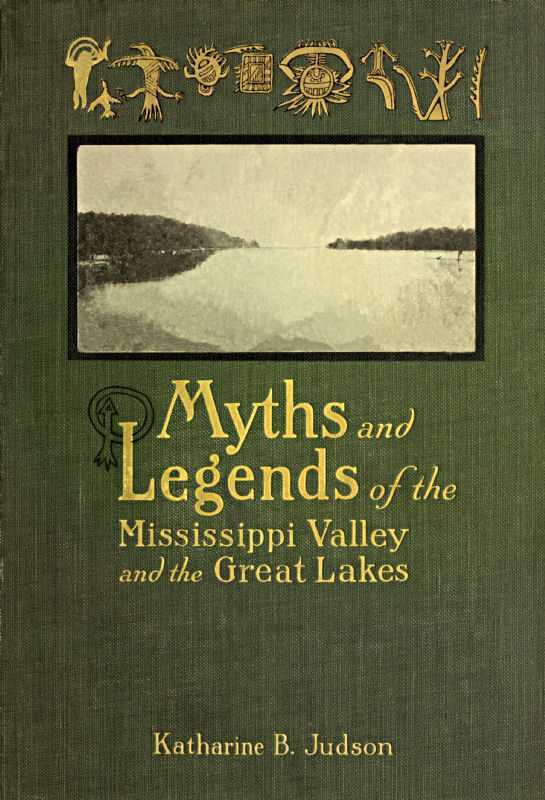 Myths and
Legends of the
Mississippi Valley
and the Great Lakes
Katharine B. Judson